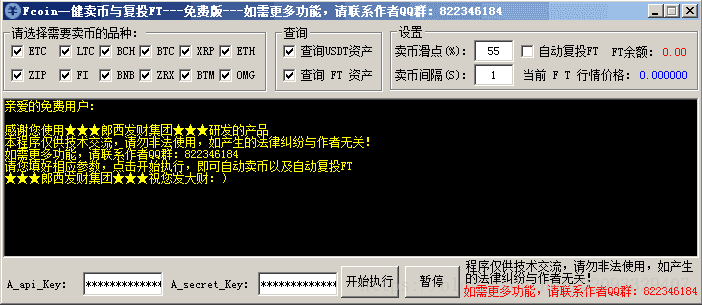 Fcoin一键卖币与复投FT---免费版---如需更多功能，请联系作者QQ群: 822346184
请选择需要卖币的品种:
ETC LTC BCH BTC XRP ETH
ZIP FI BNB ZRX BTM OMG
查询
查询USDT资产
查询 FT 资产
设置
卖币滑点(%): 55 自动复投FT FT余额: 0.00
卖币间隔(S): 1 当前 F T 行情价格: 0.000000
亲爱的免费用户:
感谢您使用★★★郎西发财集团★★★研发的产品
本程序仅供技术交流，请勿非法使用，如产生的法律纠纷与作者无关!
如需更多功能，请联系作者QQ群: 822346184
请您填好相应参数，点击开始执行，即可自动卖币以及自动复投FT
★★★郎西发财集团★★★祝您发大财: )
A_api_Key: ************* A_secret_Key: ************* 开始执行 暂停
程序仅供技术交流，请勿非法使用，如产生
的法律纠纷与作者无关!
如需更多功能，请联系作者QQ群: 822346184